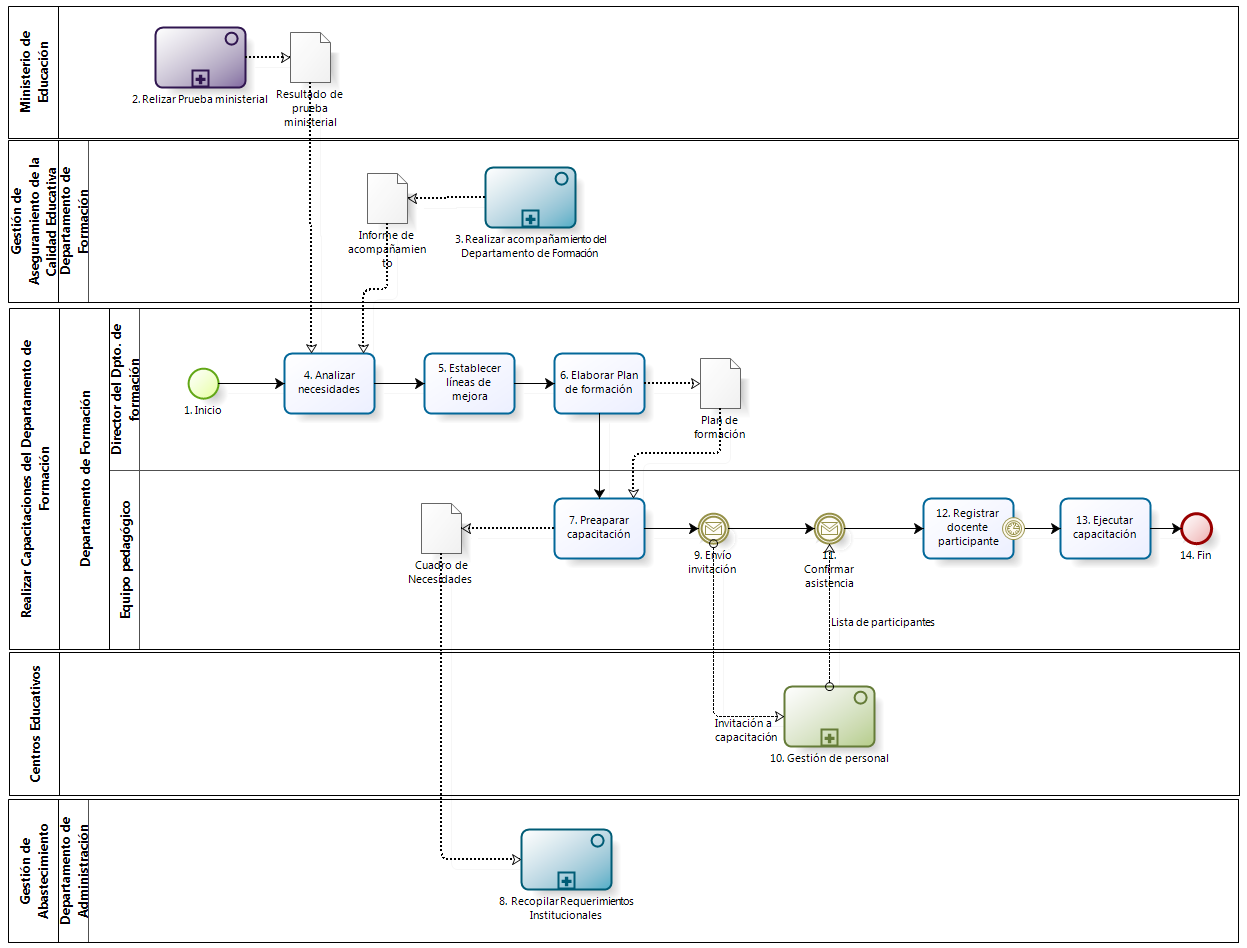 Ministerio de
Educación
2. Relizar Prueba ministerial
Resultado de
prueba
ministerial
Gestión de
Aseguramiento de la
Calidad Educativa
Departamento de
Formación
Informe de
acompañamien
to
3. Realizar acompañamiento del
Departamento de Formación
Realizar Capacitaciones del Departamento de
Formación
Departamento de Formación
Director del Dpto. de
formación
1. Inicio
4. Analizar
necesidades
5. Establecer
líneas de
mejora
6. Elaborar Plan
de formación
Plan de
formación
Equipo pedagógico
Cuadro de
Necesidades
7. Preaparar
capacitación
9. Envío
invitación
11.
Confirmar
asistencia
12. Registrar
docente
participante
13. Ejecutar
capacitación
14. Fin
Lista de participantes
Centros Educativos
Invitación a
capacitación
10. Gestión de personal
Gestión de
Abastecimiento
Departamento de
Administración
8. Recopilar Requerimientos
Institucionales